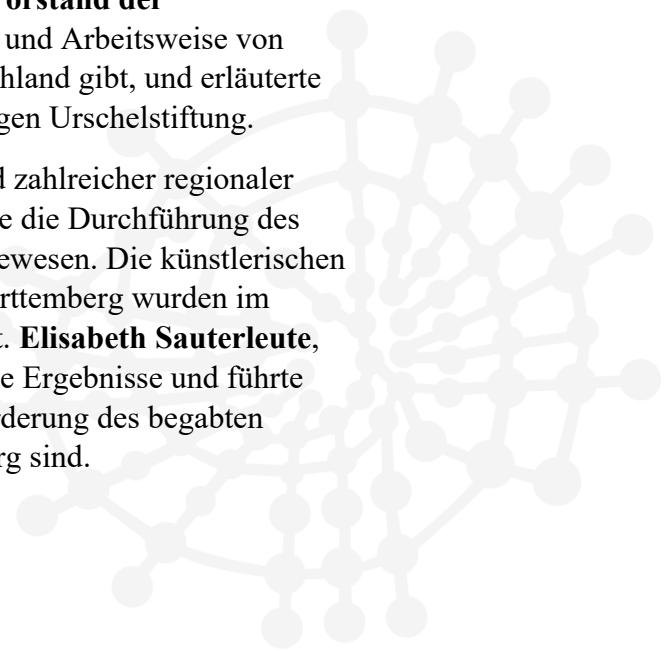 orstand der
und Arbeitsweise von
hland gibt, und erläuterte
gen Urschelstiftung.
d zahlreicher regionaler
e die Durchführung des
ewesen. Die künstlerischen
rttemberg wurden im
t. Elisabeth Sauterleute,
e Ergebnisse und führte
rderung des begabten
rg sind.